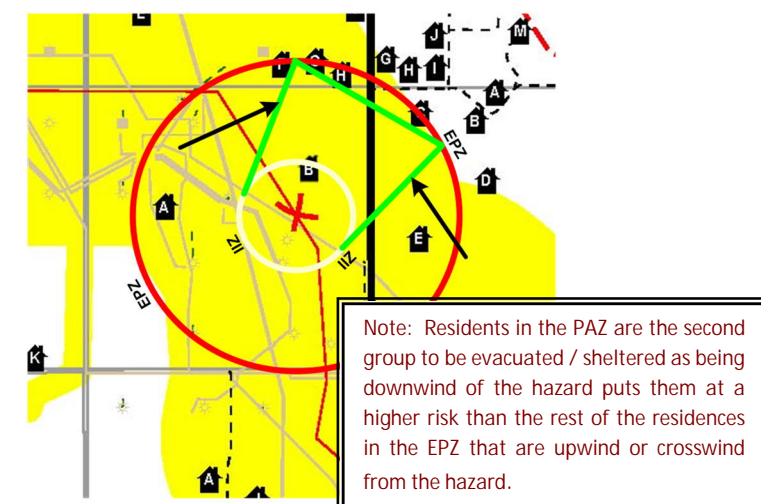 L
J
M
F
G
H
G
H
I
A
G
B
EPZ
B
D
A
E
IIZ
IIZ
EPZ
K
A
Note: Residents in the PAZ are the second
group to be evacuated / sheltered as being
downwind of the hazard puts them at a
higher risk than the rest of the residences
in the EPZ that are upwind or crosswind
from the hazard.